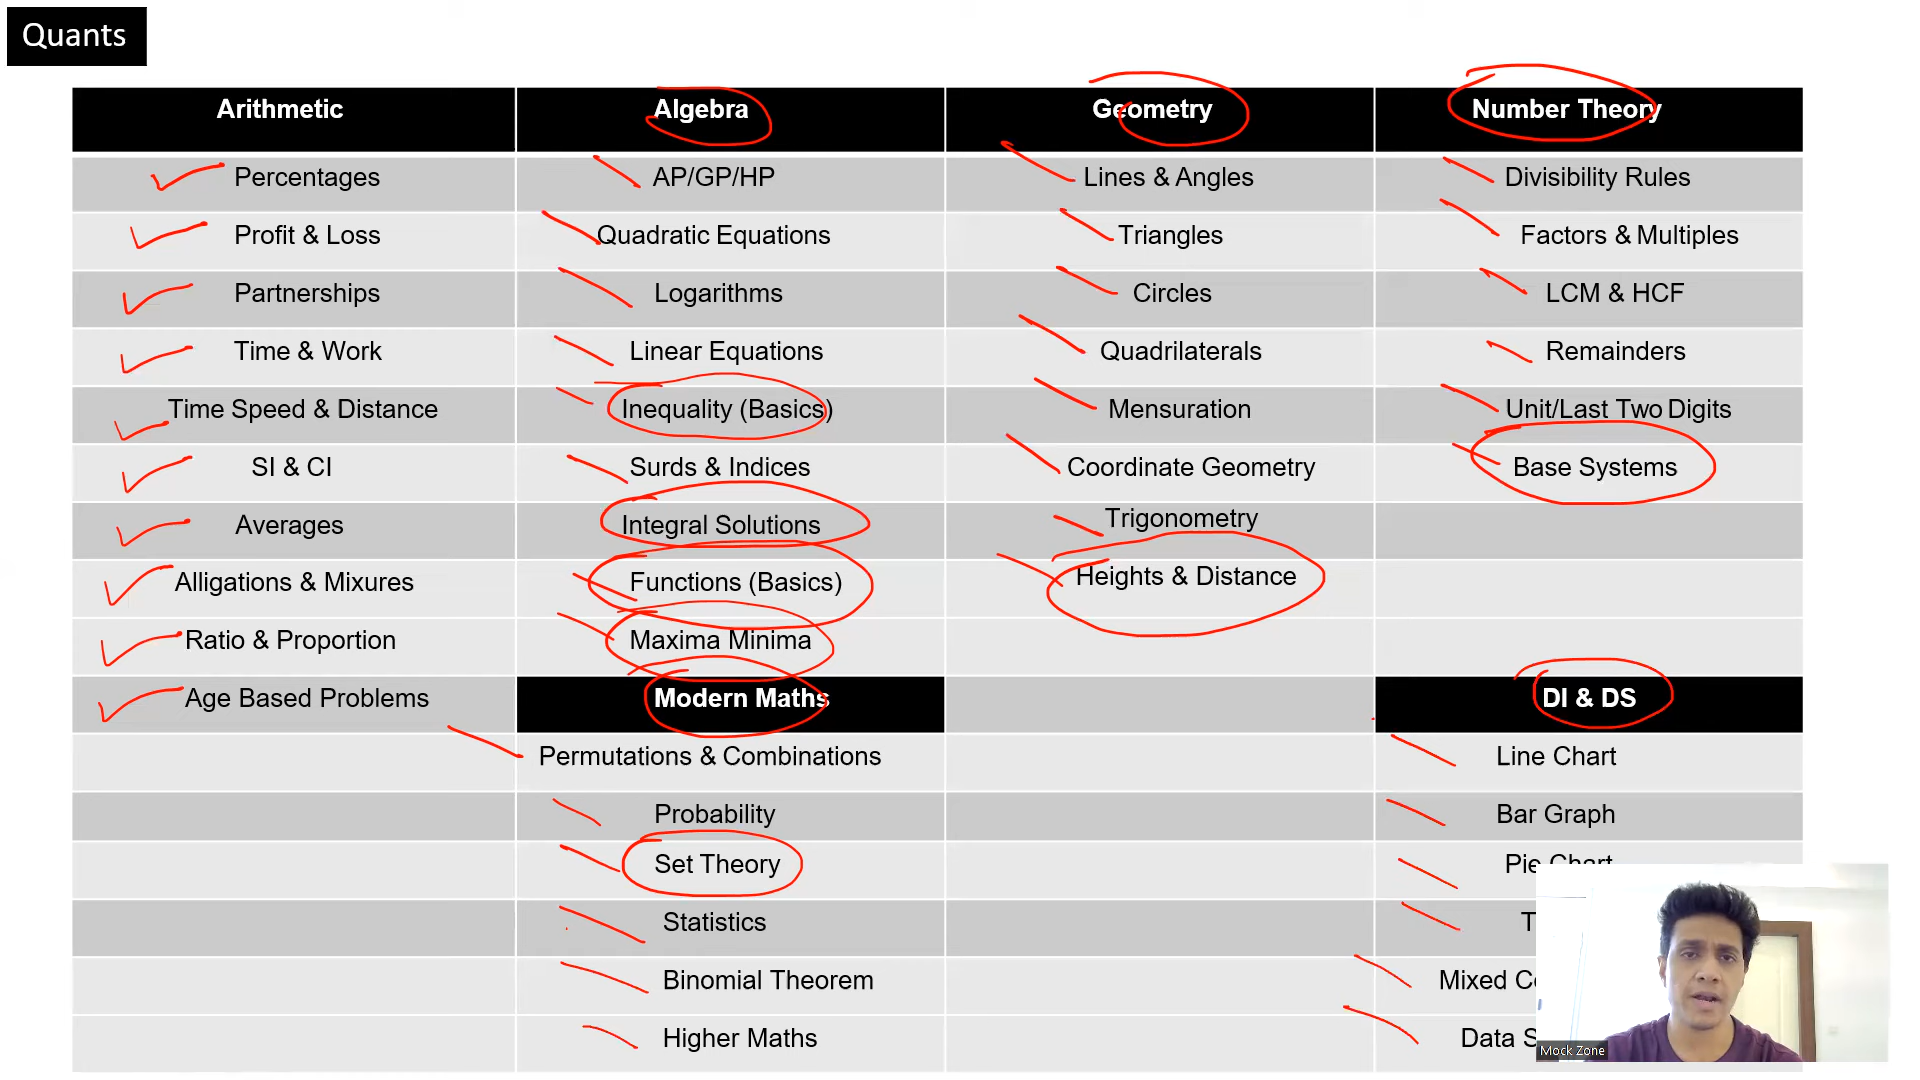 Quants
Arithmetic Algebra Geometry Number Theory
Percentages AP/GP/HP Lines & Angles Divisibility Rules
Profit & Loss Quadratic Equations Triangles Factors & Multiples
Partnerships Logarithms Circles LCM & HCF
Time & Work Linear Equations Quadrilaterals Remainders
Time Speed & Distance Inequality (Basics) Mensuration Unit/Last Two Digits
SI & CI Surds & Indices Coordinate Geometry Base Systems
Averages Integral Solutions Trigonometry
Alligations & Mixures Functions (Basics) Heights & Distance
Ratio & Proportion Maxima Minima
Age Based Problems Modern Maths DI & DS
Permutations & Combinations Line Chart
Probability Bar Graph
Set Theory Pie Chart
Statistics
Binomial Theorem Mixed
Higher Maths Data
Mock Zone